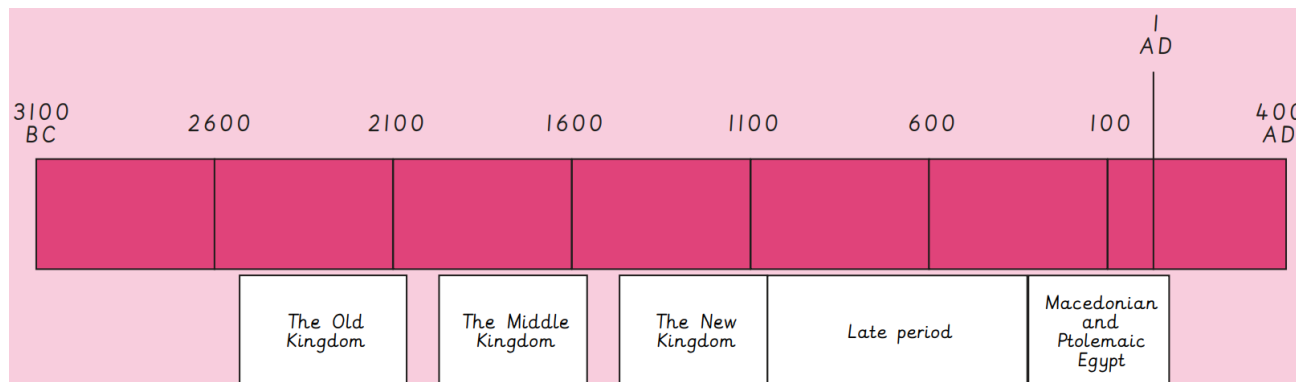 1
AD
3100
BC
2600
2100
1600
1100
600
100
400
AD
The Old
Kingdom
The Middle
Kingdom
The New
Kingdom
Late period
Macedonian
and
Ptolemaic
Egypt